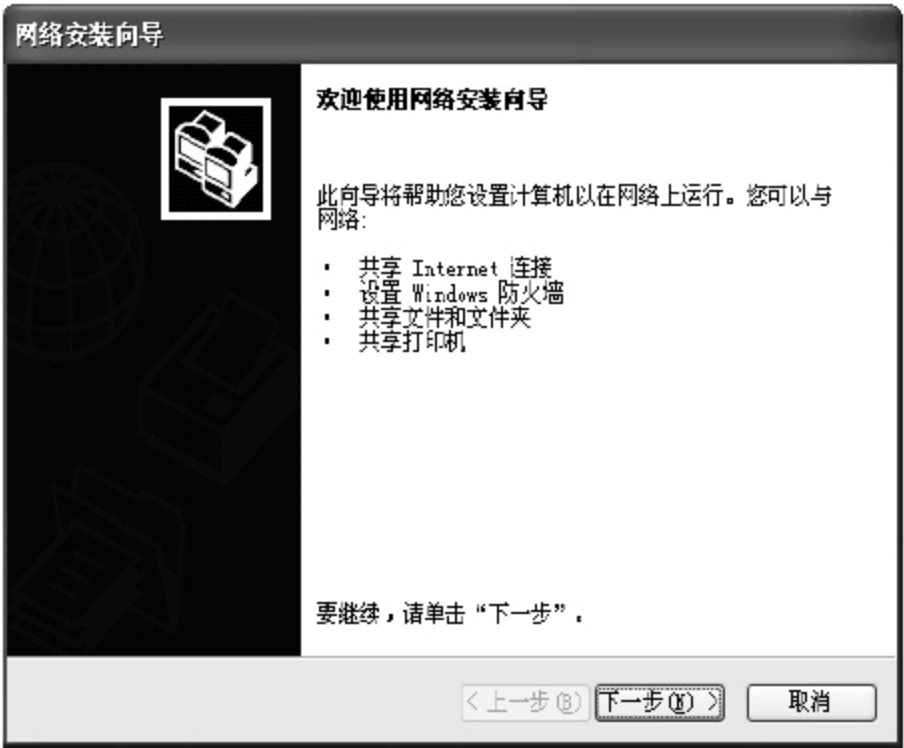 网络安装向导
欢迎使用网络安装向导
此向导将帮助您设置计算机以在网络上运行。您可以与
网络:
· 共享 Internet 连接
· 设置 Windows 防火墙
· 共享文件和文件夹
· 共享打印机
要继续，请单击“下一步”。
< 上一步(B) 下一步(N) > 取消